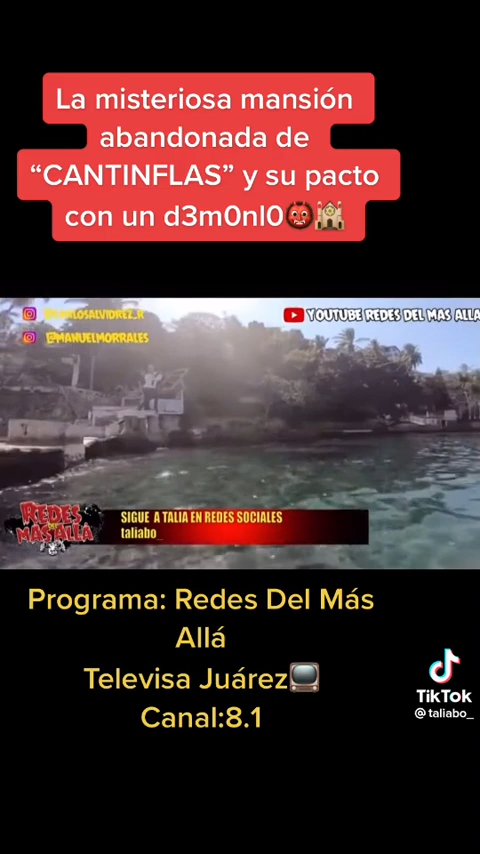 La misteriosa mansión
abandonada de
“CANTINFLAS” y su pacto
con un d3m0nI0👹🏰
YOUTUBE REDES DEL MAS ALLA
@MANUELMORRALES
REDES
DEL
MAS ALLA
SIGUE A TALIA EN REDES SOCIALES
taliabo_
Programa: Redes Del Más
Allá
Televisa Juárez📺
Canal:8.1
TikTok
@taliabo_